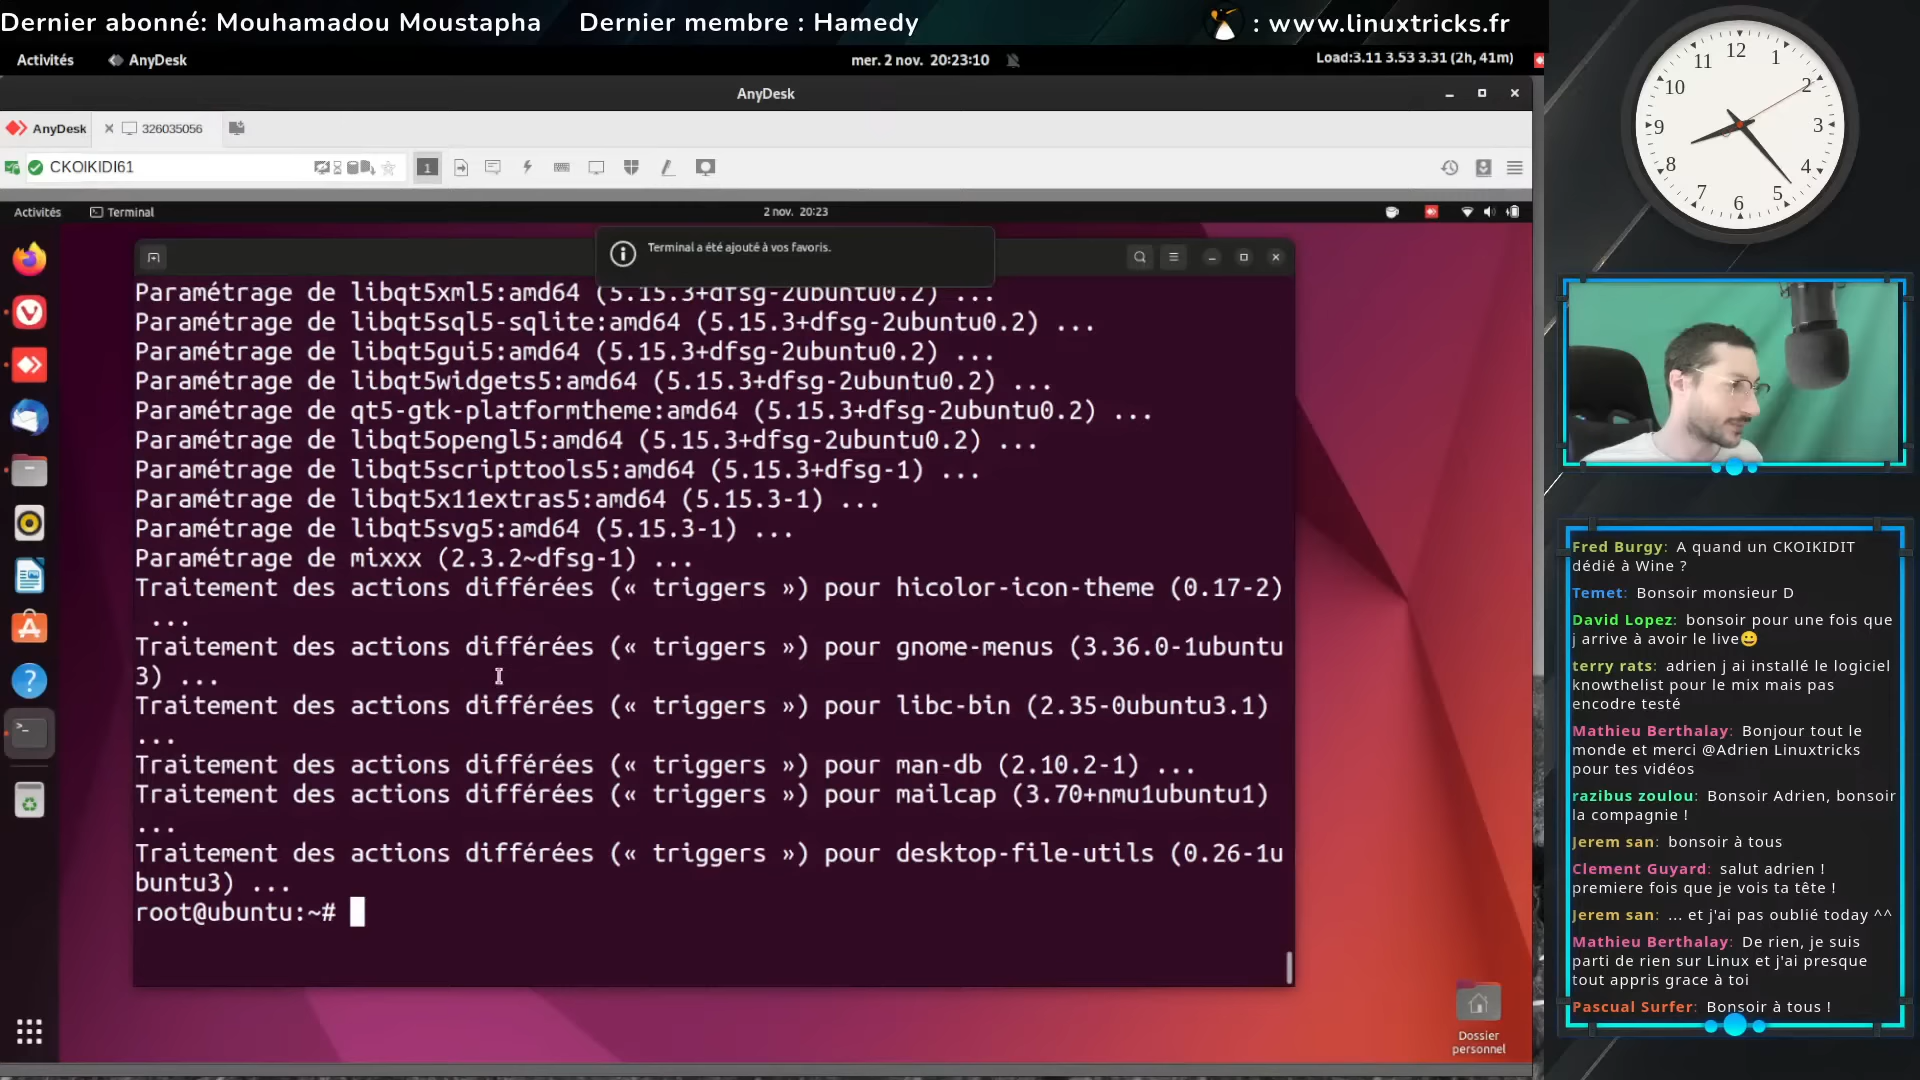 Dernier abonné: Mouhamadou Moustapha Dernier membre : Hamedy : www.linuxtricks.fr
Activités AnyDesk mer. 2 nov. 20:23:10 Load:3.11 3.53 3.31 (2h, 41m)
AnyDesk
AnyDesk 326035056
CKOIKIDI61 1
Activités Terminal 2 nov. 20:23
Terminal a été ajouté à vos favoris.
Paramétrage de libqt5xml5:amd64 (5.15.3+dfsg-2ubuntu0.2) ...
Paramétrage de libqt5sql5-sqlite:amd64 (5.15.3+dfsg-2ubuntu0.2) ...
Paramétrage de libqt5gui5:amd64 (5.15.3+dfsg-2ubuntu0.2) ...
Paramétrage de libqt5widgets5:amd64 (5.15.3+dfsg-2ubuntu0.2) ...
Paramétrage de qt5-gtk-platformtheme:amd64 (5.15.3+dfsg-2ubuntu0.2) ...
Paramétrage de libqt5opengl5:amd64 (5.15.3+dfsg-2ubuntu0.2) ...
Paramétrage de libqt5scripttools5:amd64 (5.15.3+dfsg-1) ...
Paramétrage de libqt5x11extras5:amd64 (5.15.3-1) ...
Paramétrage de libqt5svg5:amd64 (5.15.3-1) ...
Paramétrage de mixxx (2.3.2~dfsg-1) ...
Traitement des actions différées (« triggers ») pour hicolor-icon-theme (0.17-2)
...
Traitement des actions différées (« triggers ») pour gnome-menus (3.36.0-1ubuntu
3) ...
Traitement des actions différées (« triggers ») pour libc-bin (2.35-0ubuntu3.1)
...
Traitement des actions différées (« triggers ») pour man-db (2.10.2-1) ...
Traitement des actions différées (« triggers ») pour mailcap (3.70+nmu1ubuntu1)
...
Traitement des actions différées (« triggers ») pour desktop-file-utils (0.26-1u
buntu3) ...
root@ubuntu:~#
Dossier
personnel
12
1
2
3
4
5
6
7
8
9
10
11
Fred Burgy: A quand un CKOIKIDIT
dédié à Wine ?
Temet: Bonsoir monsieur D
David Lopez: bonsoir pour une fois que
j arrive à avoir le live😀
terry rats: adrien j ai installé le logiciel
knowthelist pour le mix mais pas
encodre testé
Mathieu Berthalay: Bonjour tout le
monde et merci @Adrien Linuxtricks
pour tes vidéos
razibus zoulou: Bonsoir Adrien, bonsoir
la compagnie !
Jerem san: bonsoir à tous
Clement Guyard: salut adrien !
premiere fois que je vois ta tête !
Jerem san: ... et j'ai pas oublié today ^^
Mathieu Berthalay: De rien, je suis
parti de rien sur Linux et j'ai presque
tout appris grace à toi
Pascual Surfer: Bonsoir à tous !